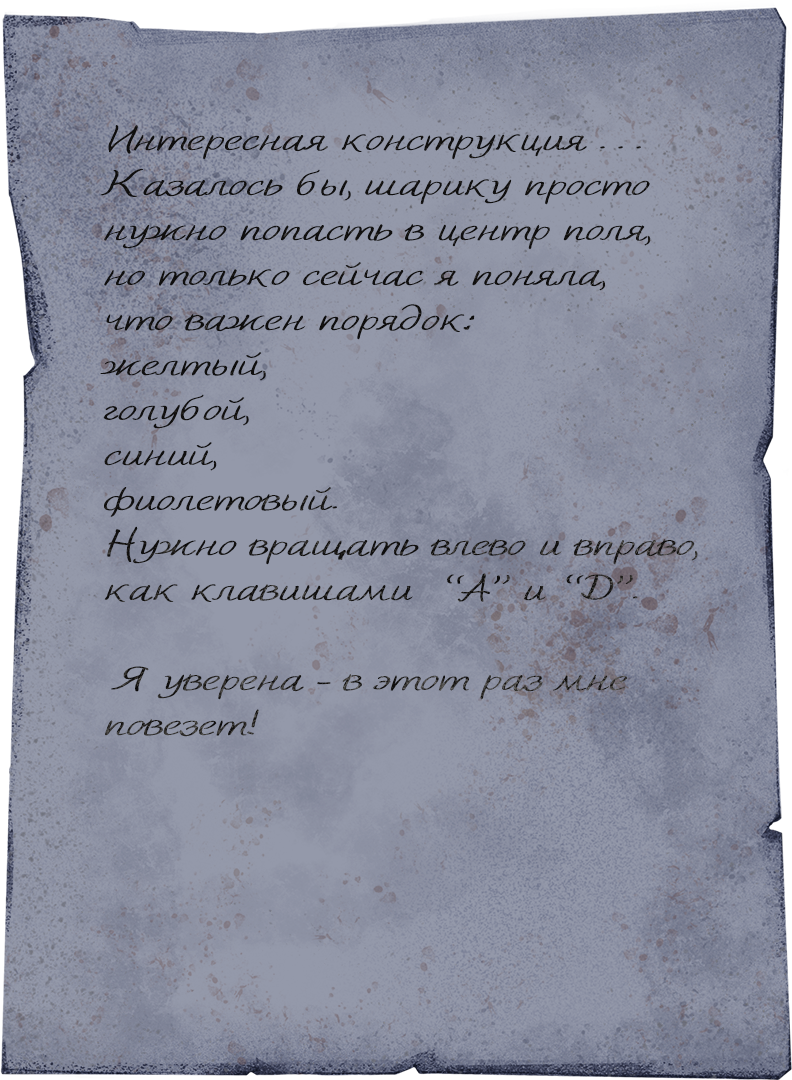 Интересная конструкция . . .
Казалось бы, шарику просто
нужно попасть в центр поля,
но только сейчас я поняла,
что важен порядок:
желтый,
голубой,
синий,
фиолетовый.
Нужно вращать влево и вправо,
как клавишами “A” и “D”.
Я уверена - в этот раз мне
повезет!